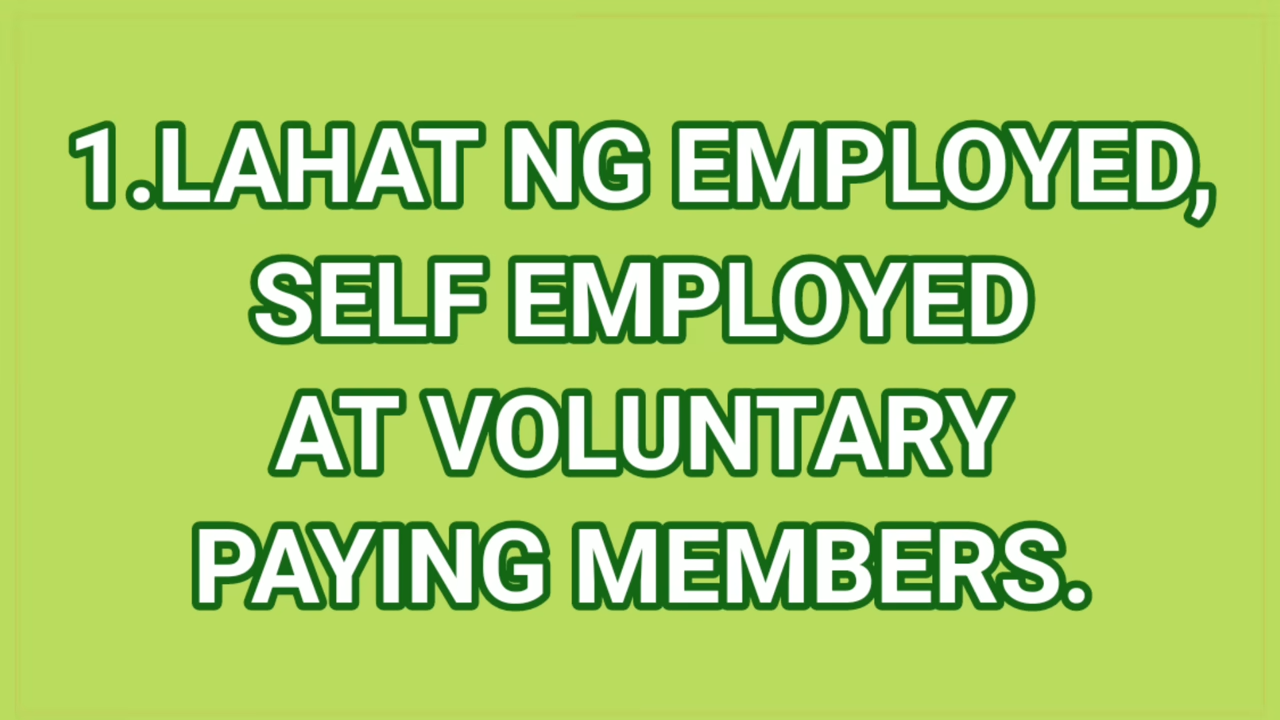 1.LAHAT NG EMPLOYED,
SELF EMPLOYED
AT VOLUNTARY
PAYING MEMBERS.